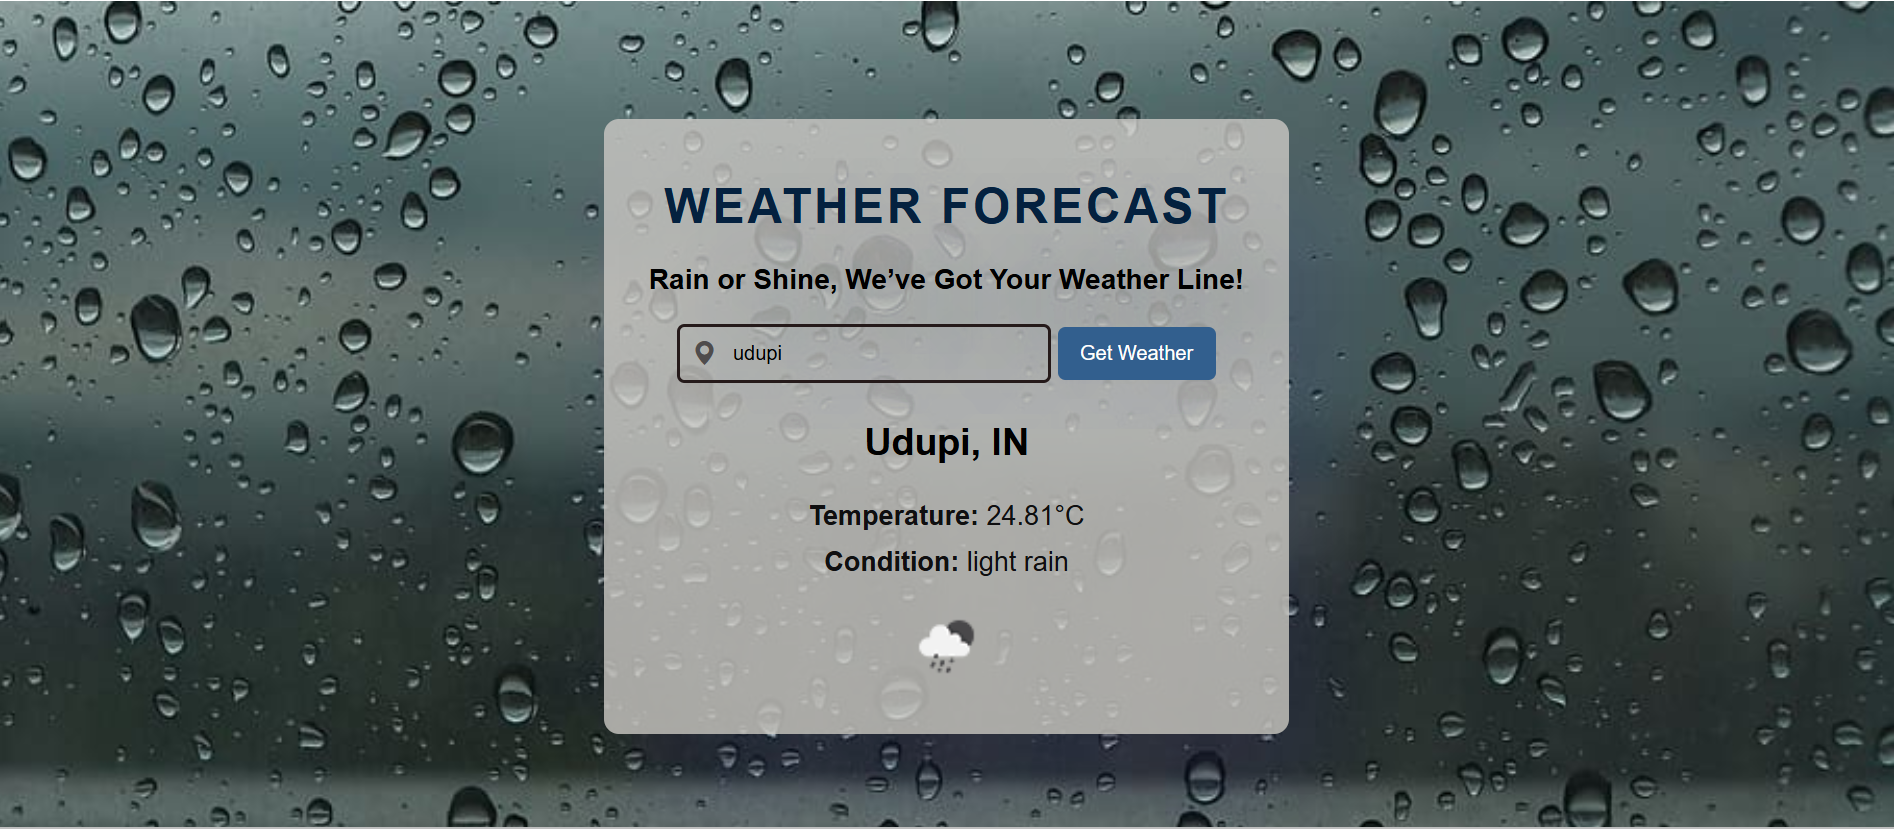 WEATHER FORECAST
Rain or Shine, We’ve Got Your Weather Line!
udupi
Get Weather
Udupi, IN
Temperature: 24.81°C
Condition: light rain